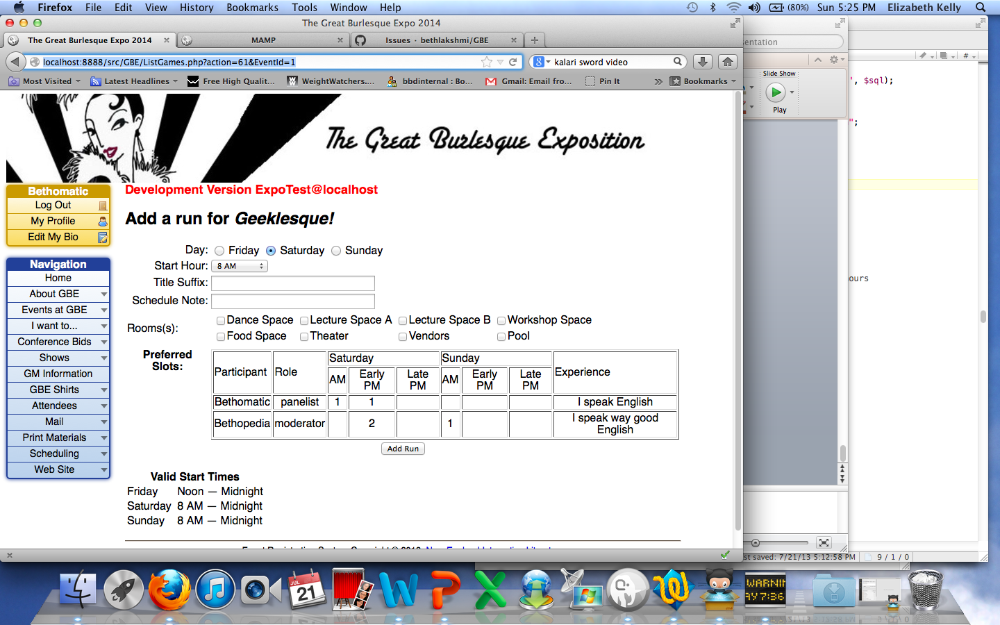 Firefox File Edit View History Bookmarks Tools Window Help (80%) Sun 5:25 PM Elizabeth Kelly
The Great Burlesque Expo 2014
The Great Burlesque Expo 2014 MAMP Issues · bethlakshmi/GBE
localhost:8888/src/GBE/ListGames.php?action=61&EventId=1 kalari sword video
Most Visited Latest Headlines Free High Qualit... WeightWatchers.... bbdinternal : Bo... Gmail: Email fro... Pin It Bookmarks
The Great Burlesque Exposition
Development Version ExpoTest@localhost
Add a run for Geeklesque!
Bethomatic
Log Out
My Profile
Edit My Bio
Navigation
Home
About GBE
Events at GBE
I want to...
Conference Bids
Shows
GM Information
GBE Shirts
Attendees
Mail
Print Materials
Scheduling
Web Site
Day: Friday Saturday Sunday
Start Hour: 8 AM
Title Suffix:
Schedule Note:
Rooms(s): Dance Space Lecture Space A Lecture Space B Workshop Space
Food Space Theater Vendors Pool
Preferred Slots:
Participant Role Saturday Sunday Experience
AM Early PM Late PM AM Early PM Late PM
Bethomatic panelist 1 1 I speak English
Bethopedia moderator 2 1 I speak way good English
Add Run
Valid Start Times
Friday Noon — Midnight
Saturday 8 AM — Midnight
Sunday 8 AM — Midnight
entation
Slide Show
Play
#
', $sql);
";
ours
st saved: 7/21/13 5:12:58 PM 9 / 1 / 0
JUL
21
WARNIN
AY 7:36